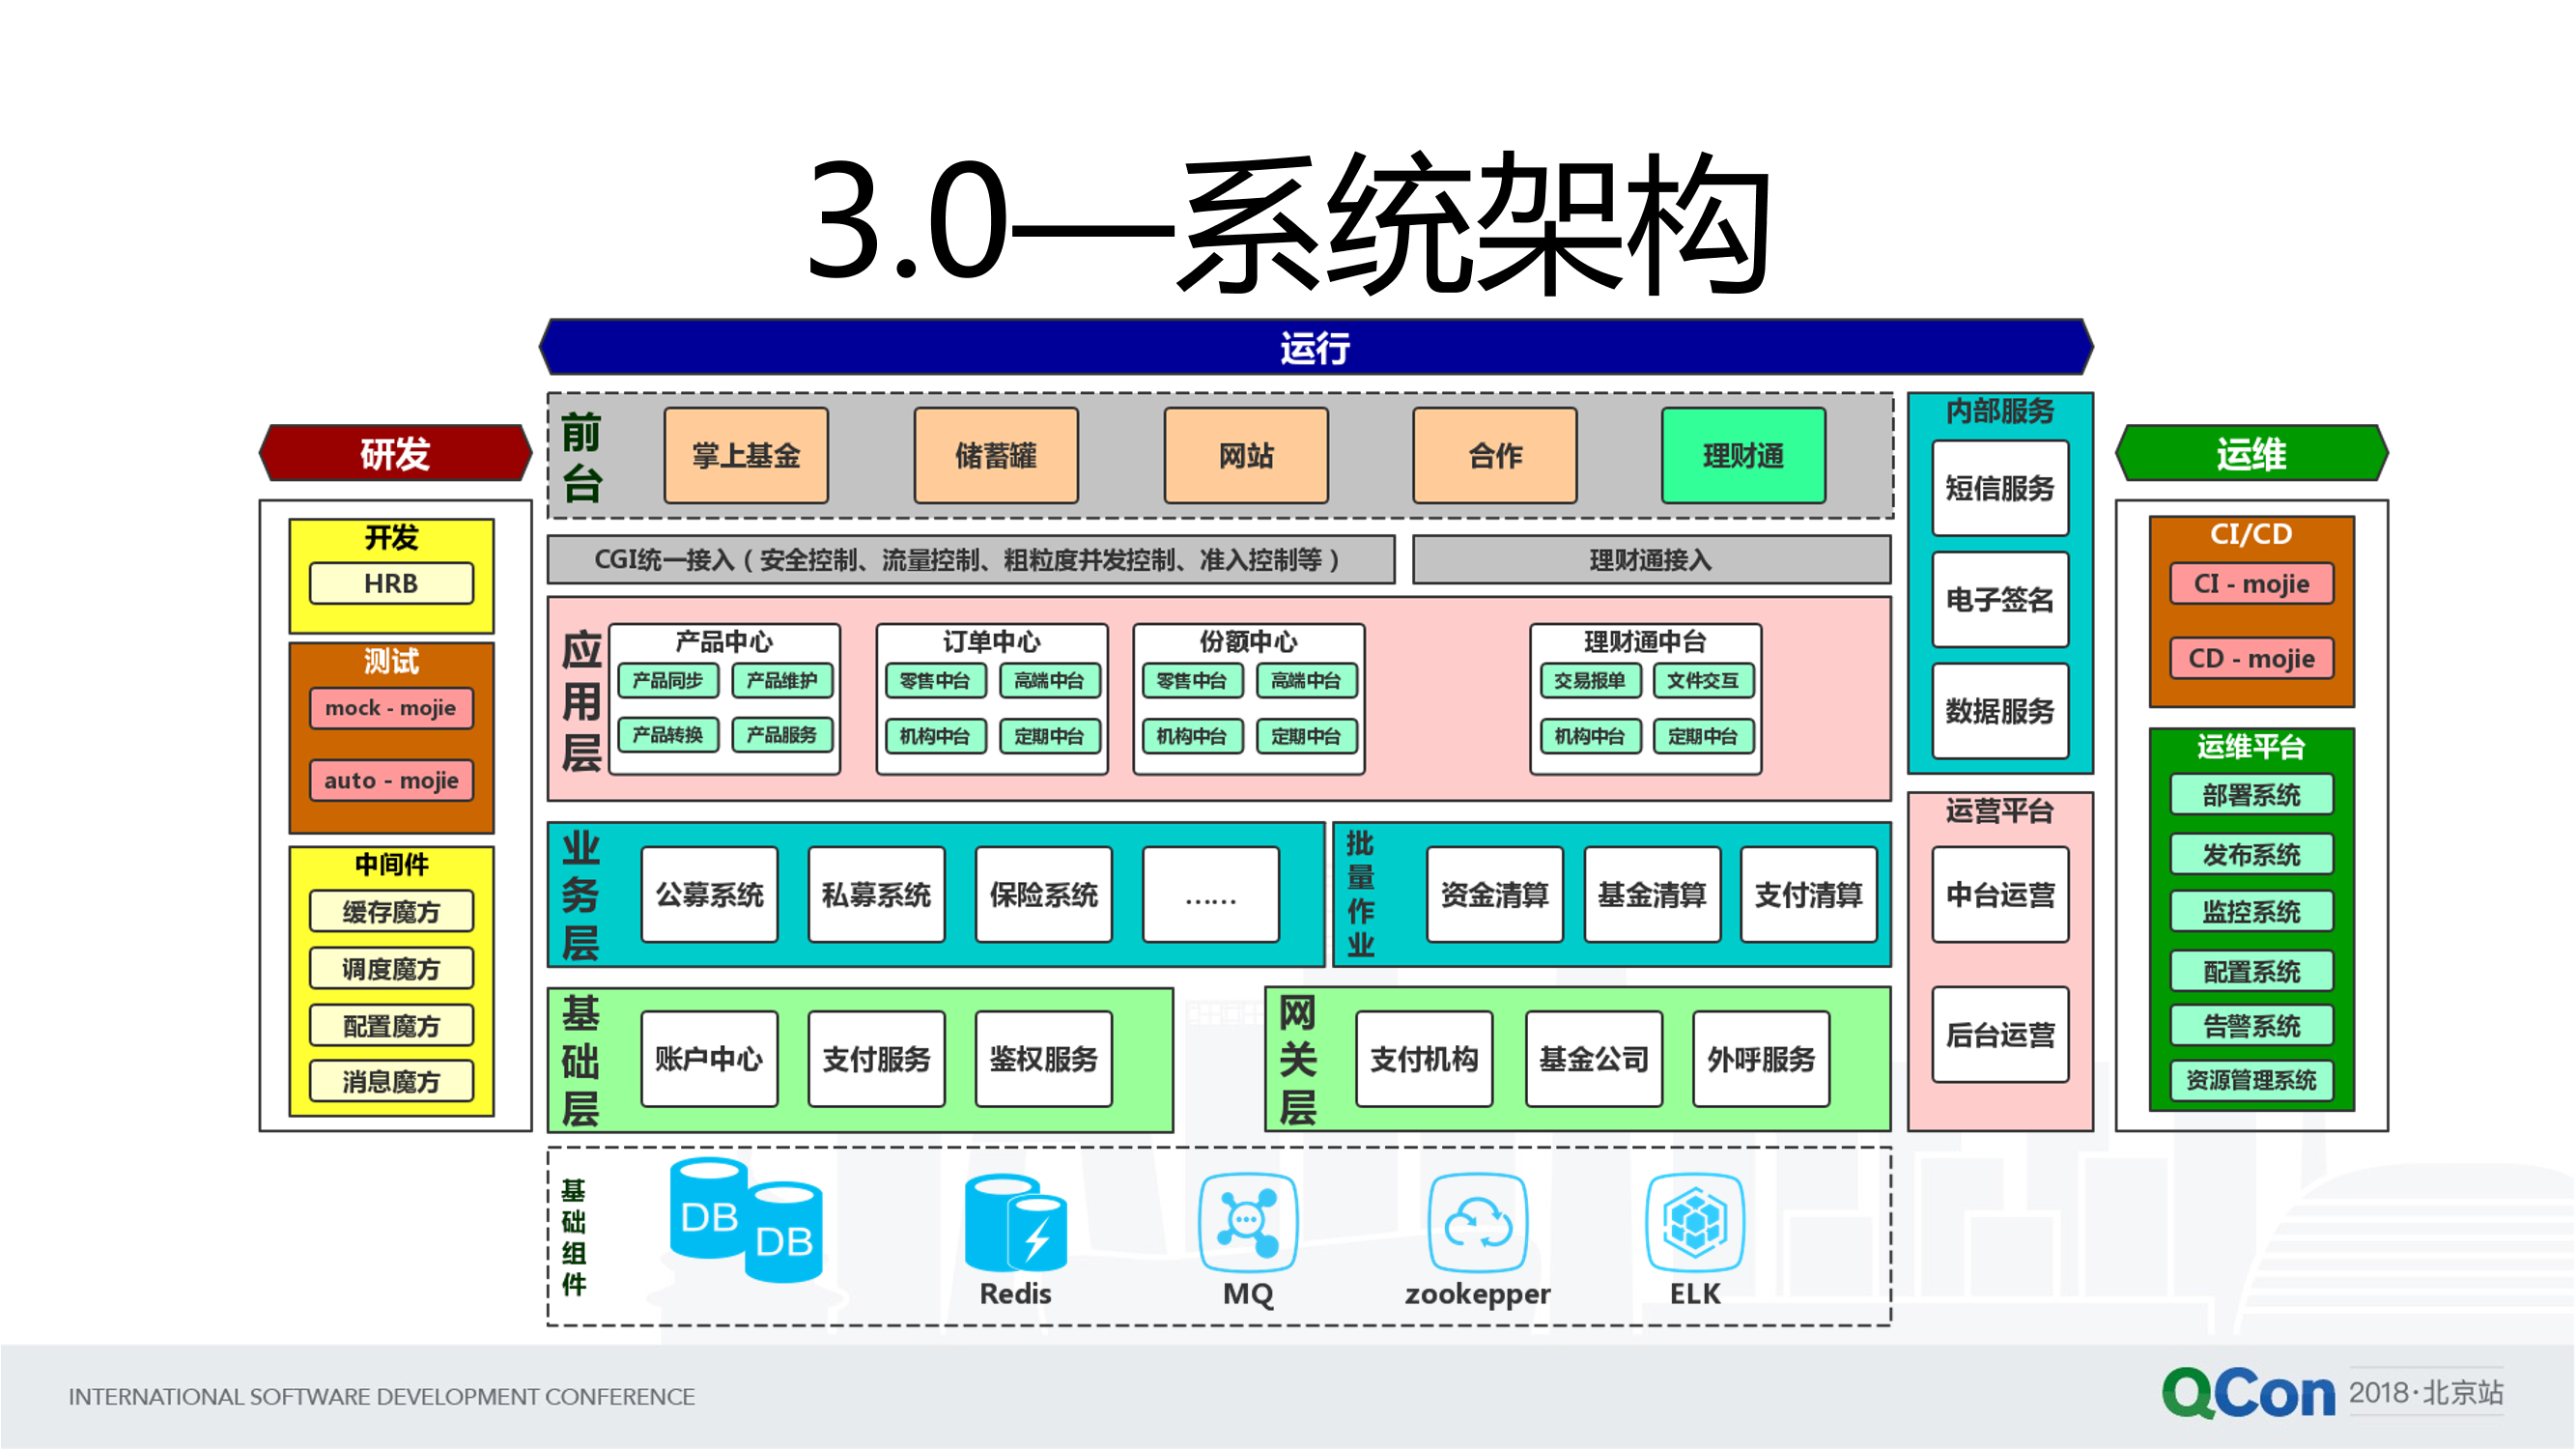 3.0—系统架构
运行
研发
开发
HRB
测试
mock - mojie
auto - mojie
中间件
缓存魔方
调度魔方
配置魔方
消息魔方
前台
掌上基金
储蓄罐
网站
合作
理财通
CGI统一接入（安全控制、流量控制、粗粒度并发控制、准入控制等）
理财通接入
应用层
产品中心
产品同步
产品维护
产品转换
产品服务
订单中心
零售中台
高端中台
机构中台
定期中台
份额中心
零售中台
高端中台
机构中台
定期中台
理财通中台
交易报单
文件交互
机构中台
定期中台
业务层
公募系统
私募系统
保险系统
......
批量作业
资金清算
基金清算
支付清算
基础层
账户中心
支付服务
鉴权服务
网关层
支付机构
基金公司
外呼服务
基础组件
DB
DB
Redis
MQ
zookepper
ELK
内部服务
短信服务
电子签名
数据服务
运营平台
中台运营
后台运营
运维
CI/CD
CI - mojie
CD - mojie
运维平台
部署系统
发布系统
监控系统
配置系统
告警系统
资源管理系统
INTERNATIONAL SOFTWARE DEVELOPMENT CONFERENCE
QCon 2018·北京站